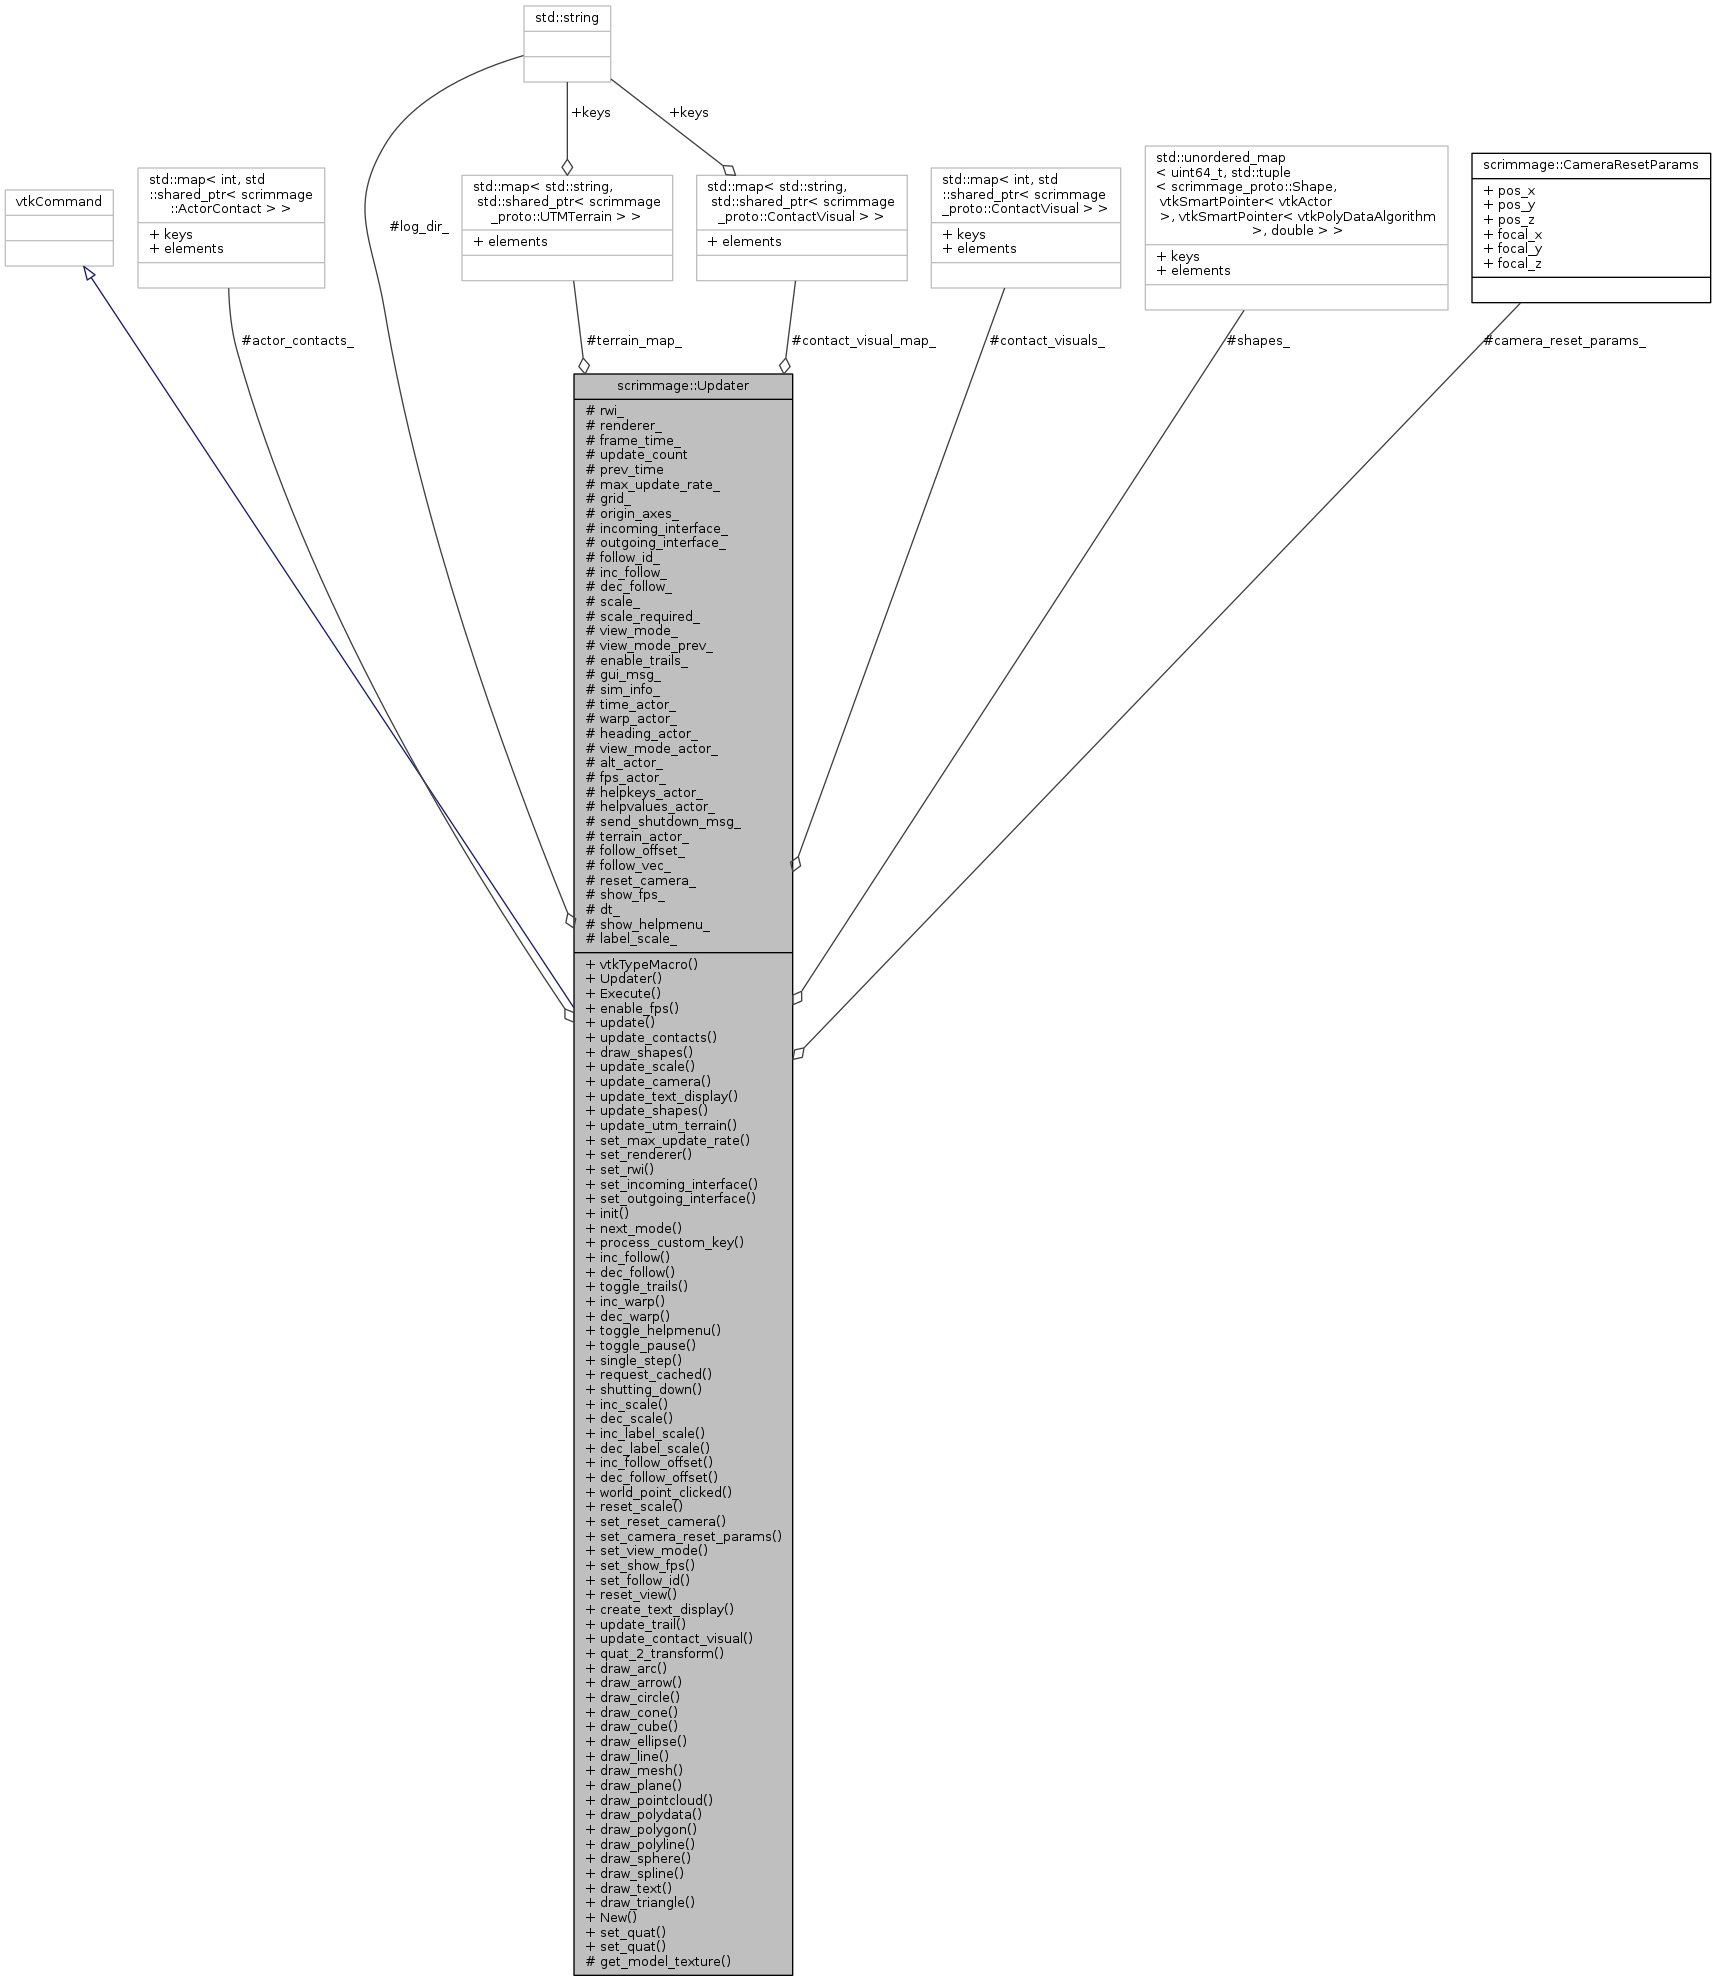 std::string
+keys
+keys
vtkCommand
std::map< int, std
::shared_ptr< scrimmage
::ActorContact > >
+ keys
+ elements
#log_dir_
std::map< std::string,
std::shared_ptr< scrimmage
_proto::UTMTerrain > >
+ elements
std::map< std::string,
std::shared_ptr< scrimmage
_proto::ContactVisual > >
+ elements
std::map< int, std
::shared_ptr< scrimmage
_proto::ContactVisual > >
+ keys
+ elements
std::unordered_map
< uint64_t, std::tuple
< scrimmage_proto::Shape,
vtkSmartPointer< vtkActor
>, vtkSmartPointer< vtkPolyDataAlgorithm
>, double > >
+ keys
+ elements
scrimmage::CameraResetParams
+ pos_x
+ pos_y
+ pos_z
+ focal_x
+ focal_y
+ focal_z
#actor_contacts_
#terrain_map_
#contact_visual_map_
#contact_visuals_
#shapes_
#camera_reset_params_
scrimmage::Updater
# rwi_
# renderer_
# frame_time_
# update_count
# prev_time
# max_update_rate_
# grid_
# origin_axes_
# incoming_interface_
# outgoing_interface_
# follow_id_
# inc_follow_
# dec_follow_
# scale_
# scale_required_
# view_mode_
# view_mode_prev_
# enable_trails_
# gui_msg_
# sim_info_
# time_actor_
# warp_actor_
# heading_actor_
# view_mode_actor_
# alt_actor_
# fps_actor_
# helpkeys_actor_
# helpvalues_actor_
# send_shutdown_msg_
# terrain_actor_
# follow_offset_
# follow_vec_
# reset_camera_
# show_fps_
# dt_
# show_helpmenu_
# label_scale_
+ vtkTypeMacro()
+ Updater()
+ Execute()
+ enable_fps()
+ update()
+ update_contacts()
+ draw_shapes()
+ update_scale()
+ update_camera()
+ update_text_display()
+ update_shapes()
+ update_utm_terrain()
+ set_max_update_rate()
+ set_renderer()
+ set_rwi()
+ set_incoming_interface()
+ set_outgoing_interface()
+ init()
+ next_mode()
+ process_custom_key()
+ inc_follow()
+ dec_follow()
+ toggle_trails()
+ inc_warp()
+ dec_warp()
+ toggle_helpmenu()
+ toggle_pause()
+ single_step()
+ request_cached()
+ shutting_down()
+ inc_scale()
+ dec_scale()
+ inc_label_scale()
+ dec_label_scale()
+ inc_follow_offset()
+ dec_follow_offset()
+ world_point_clicked()
+ reset_scale()
+ set_reset_camera()
+ set_camera_reset_params()
+ set_view_mode()
+ set_show_fps()
+ set_follow_id()
+ reset_view()
+ create_text_display()
+ update_trail()
+ update_contact_visual()
+ quat_2_transform()
+ draw_arc()
+ draw_arrow()
+ draw_circle()
+ draw_cone()
+ draw_cube()
+ draw_ellipse()
+ draw_line()
+ draw_mesh()
+ draw_plane()
+ draw_pointcloud()
+ draw_polydata()
+ draw_polygon()
+ draw_polyline()
+ draw_sphere()
+ draw_spline()
+ draw_text()
+ draw_triangle()
+ New()
+ set_quat()
+ set_quat()
# get_model_texture()